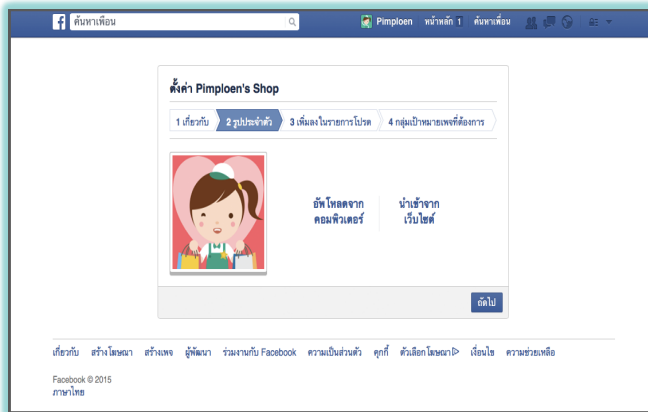 ค้นหาเพื่อน
Pimploen หน้าหลัก 1 ค้นหาเพื่อน
ตั้งค่า Pimploen's Shop
1 เกี่ยวกับ 2 รูปประจำตัว 3 เพิ่มลงในรายการโปรด 4 กลุ่มเป้าหมายเพจที่ต้องการ
อัพโหลดจาก
คอมพิวเตอร์
นำเข้าจาก
เว็บไซต์
ถัดไป
เกี่ยวกับ สร้างโฆษณา สร้างเพจ ผู้พัฒนา ร่วมงานกับ Facebook ความเป็นส่วนตัว คุกกี้ ตัวเลือกโฆษณา เงื่อนไข ความช่วยเหลือ
Facebook © 2015
ภาษาไทย